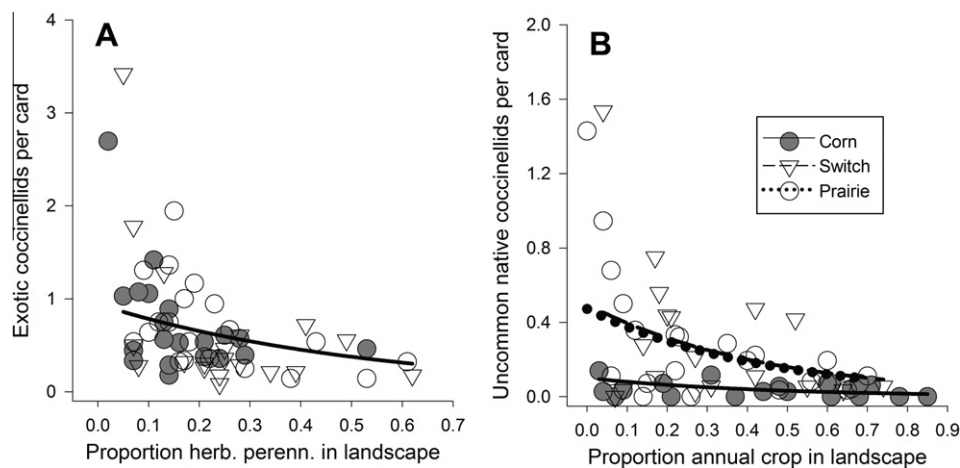 A
Exotic coccinellids per card
4
3
2
1
0
0.0 0.1 0.2 0.3 0.4 0.5 0.6 0.7
Proportion herb. perenn. in landscape
B
Uncommon native coccinellids per card
2.0
1.6
1.2
0.8
0.4
0.0
0.0 0.1 0.2 0.3 0.4 0.5 0.6 0.7 0.8 0.9
Proportion annual crop in landscape
Corn
Switch
Prairie